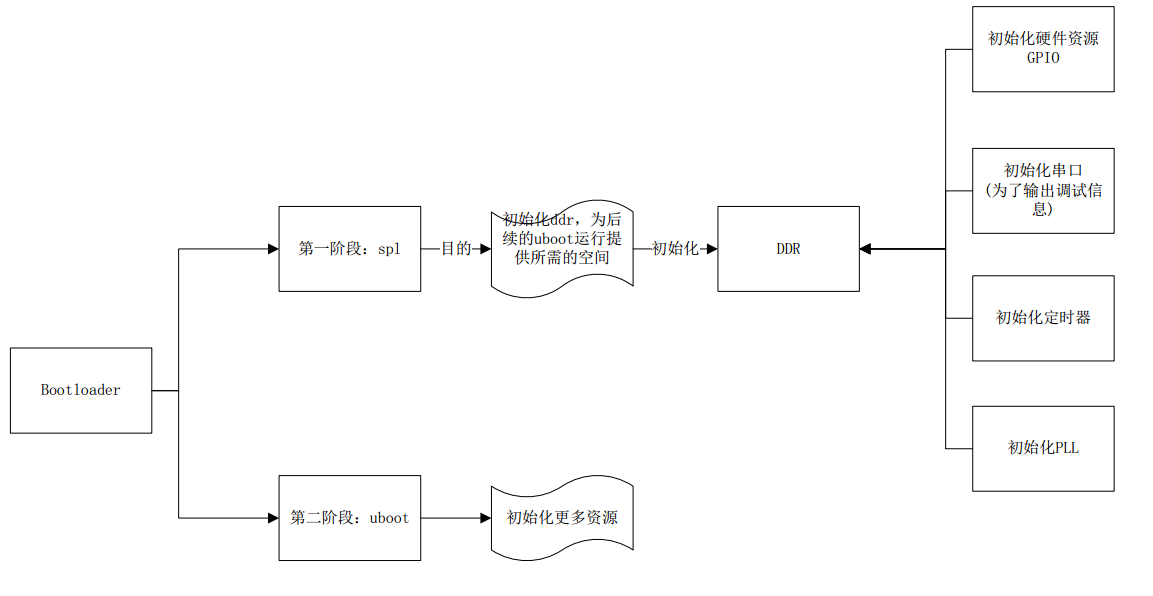 初始化硬件资源
GPIO
初始化串口
(为了输出调试信
息)
第一阶段: spl
目的
初始化ddr，为后
续的uboot运行提
供所需的空间
初始化
DDR
初始化定时器
Bootloader
初始化PLL
第二阶段: uboot
初始化更多资源